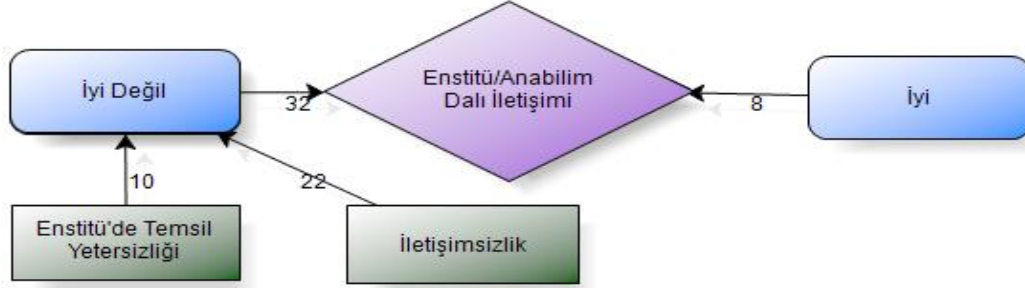 İyi Değil
32
Enstitü/Anabilim
Dalı İletişimi
8
İyi
10
22
Enstitü'de Temsil
Yetersizliği
İletişimsizlik